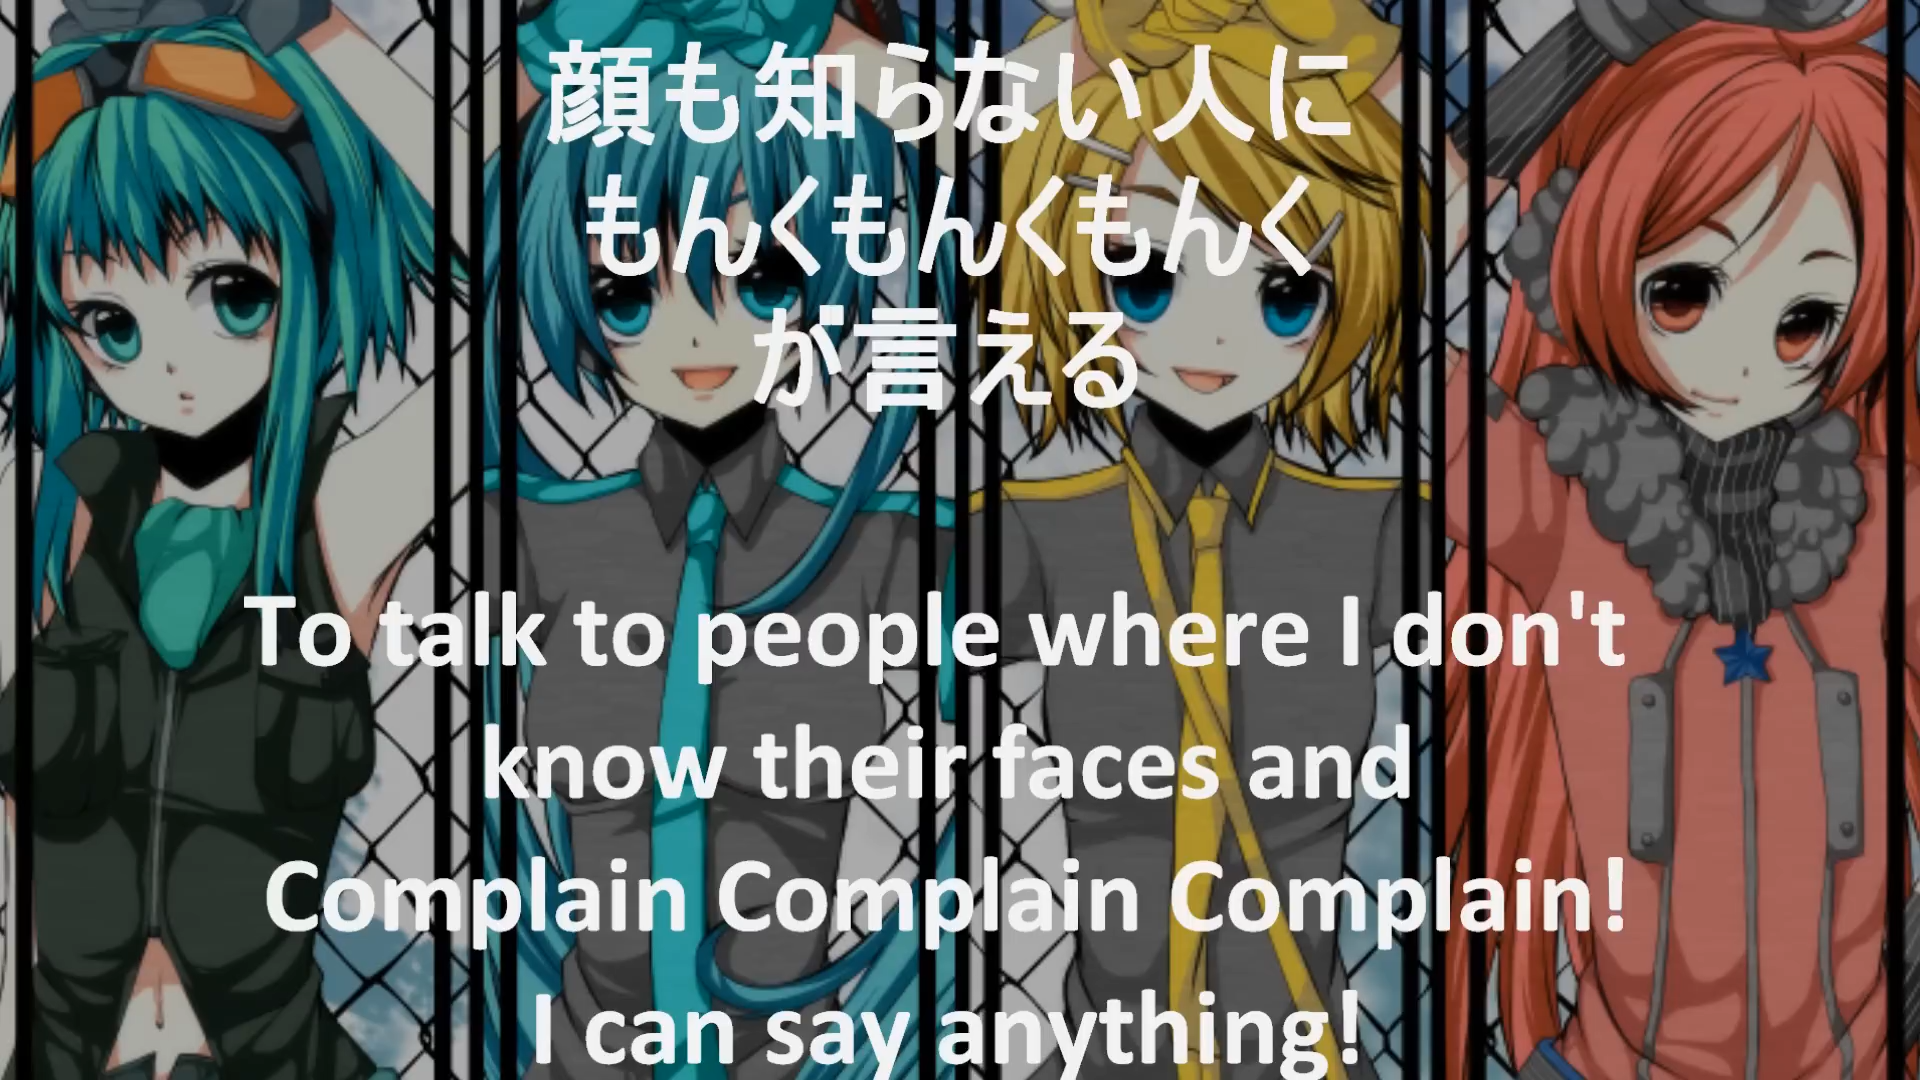 顔も知らない人に
もんくもんくもんく
が言える
To talk to people where I don't
know their faces and
Complain Complain Complain!
I can say anything!